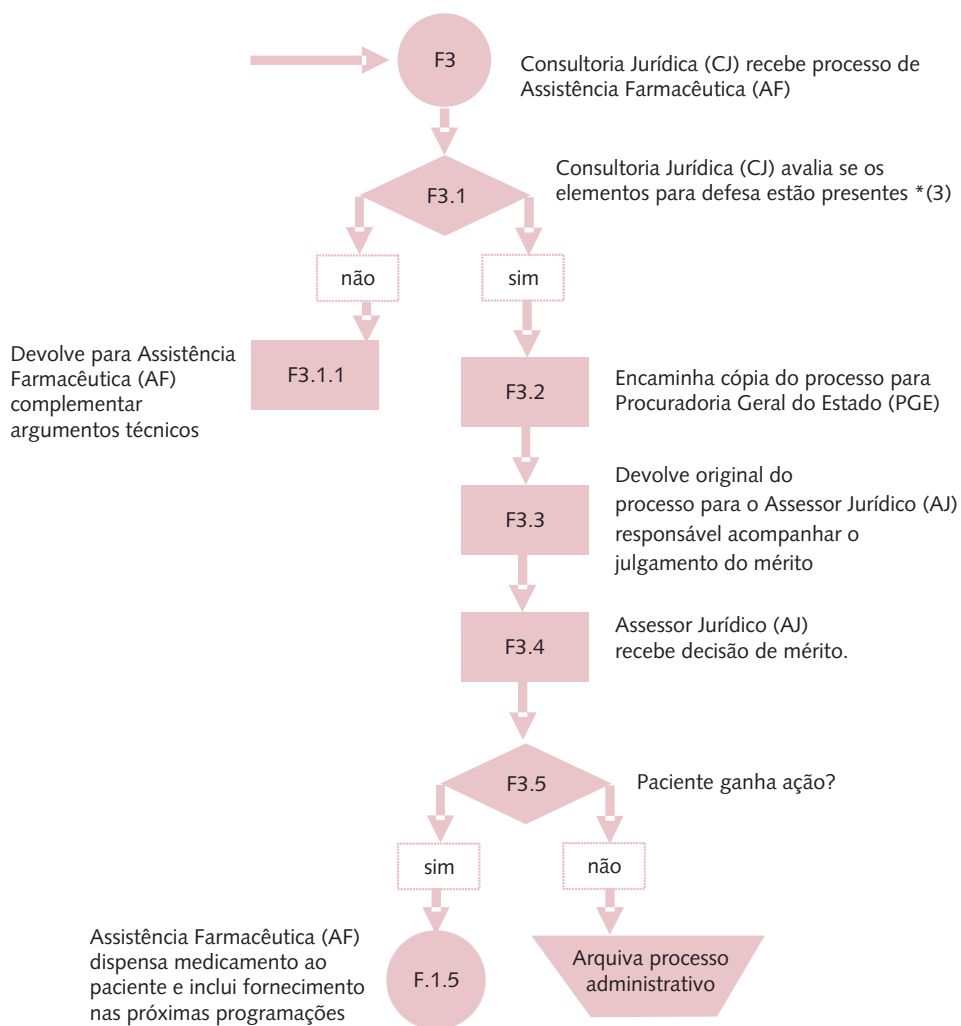 F3
Consultoria Jurídica (CJ) recebe processo de
Assistência Farmacêutica (AF)
Consultoria Jurídica (CJ) avalia se os
elementos para defesa estão presentes *(3)
F3.1
não
sim
Devolve para Assistência
Farmacêutica (AF)
complementar
argumentos técnicos
F3.1.1
F3.2
Encaminha cópia do processo para
Procuradoria Geral do Estado (PGE)
F3.3
Devolve original do
processo para o Assessor Jurídico (AJ)
responsável acompanhar o
julgamento do mérito
F3.4
Assessor Jurídico (AJ)
recebe decisão de mérito.
F3.5
Paciente ganha ação?
sim
não
Assistência Farmacêutica (AF)
dispensa medicamento ao
paciente e inclui fornecimento
nas próximas programações
F.1.5
Arquiva processo
administrativo